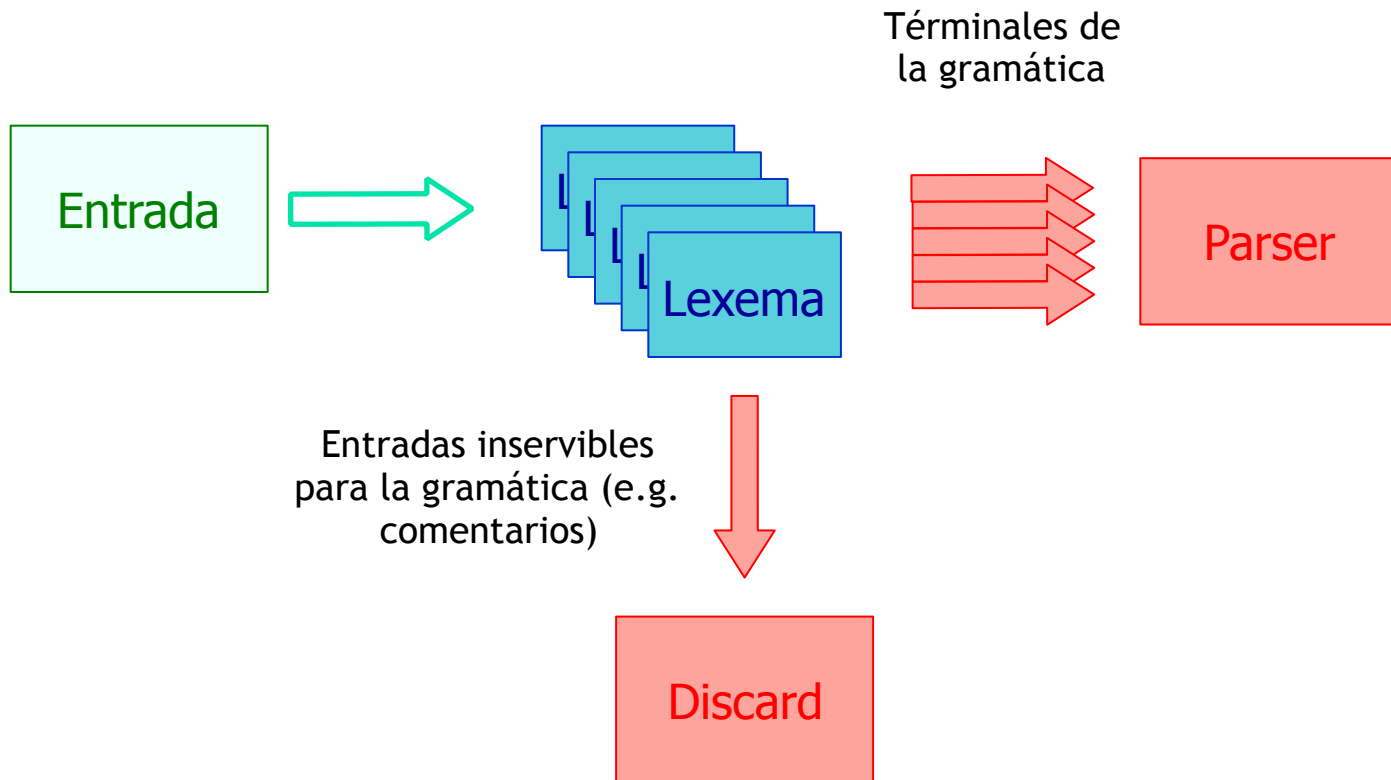 Términales de
la gramática
Entrada
L
L
L
L
Lexema
Parser
Entradas inservibles
para la gramática (e.g.
comentarios)
Discard